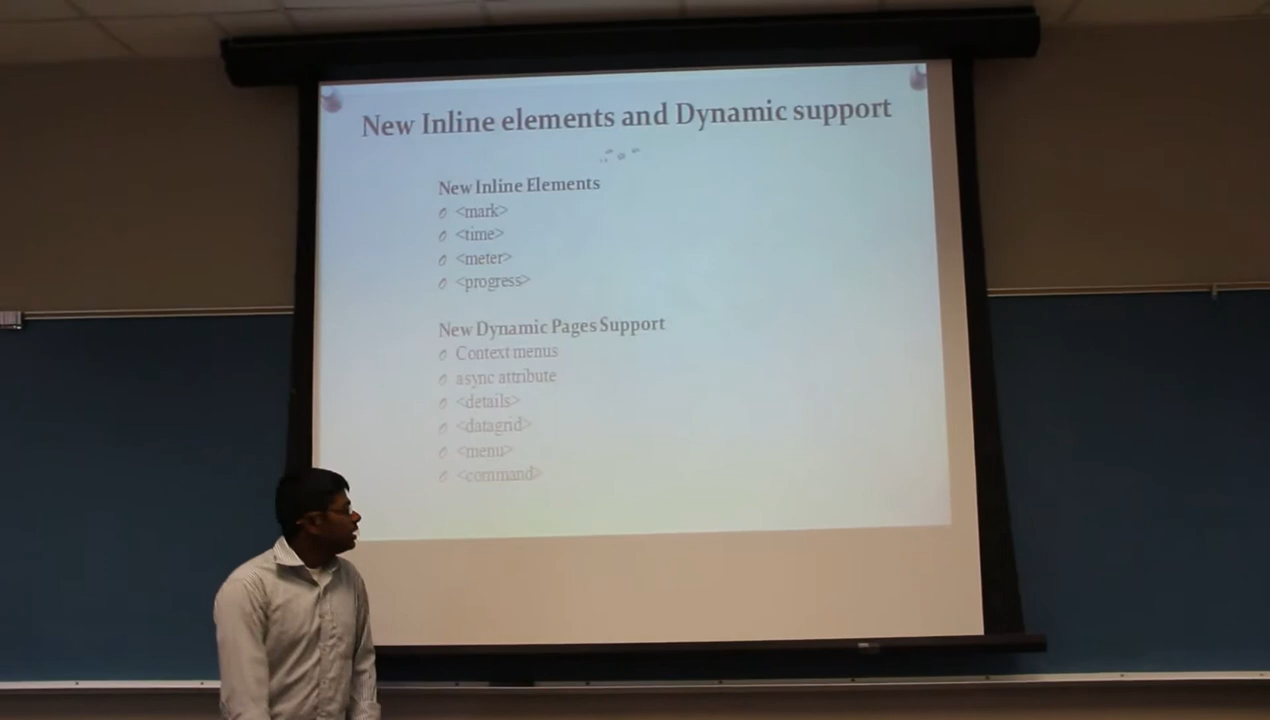 New Inline elements and Dynamic support
New Inline Elements
<mark>
<time>
<meter>
<progress>
New Dynamic Pages Support
Context menus
async attribute
<details>
<datagrid>
<menu>
<command>